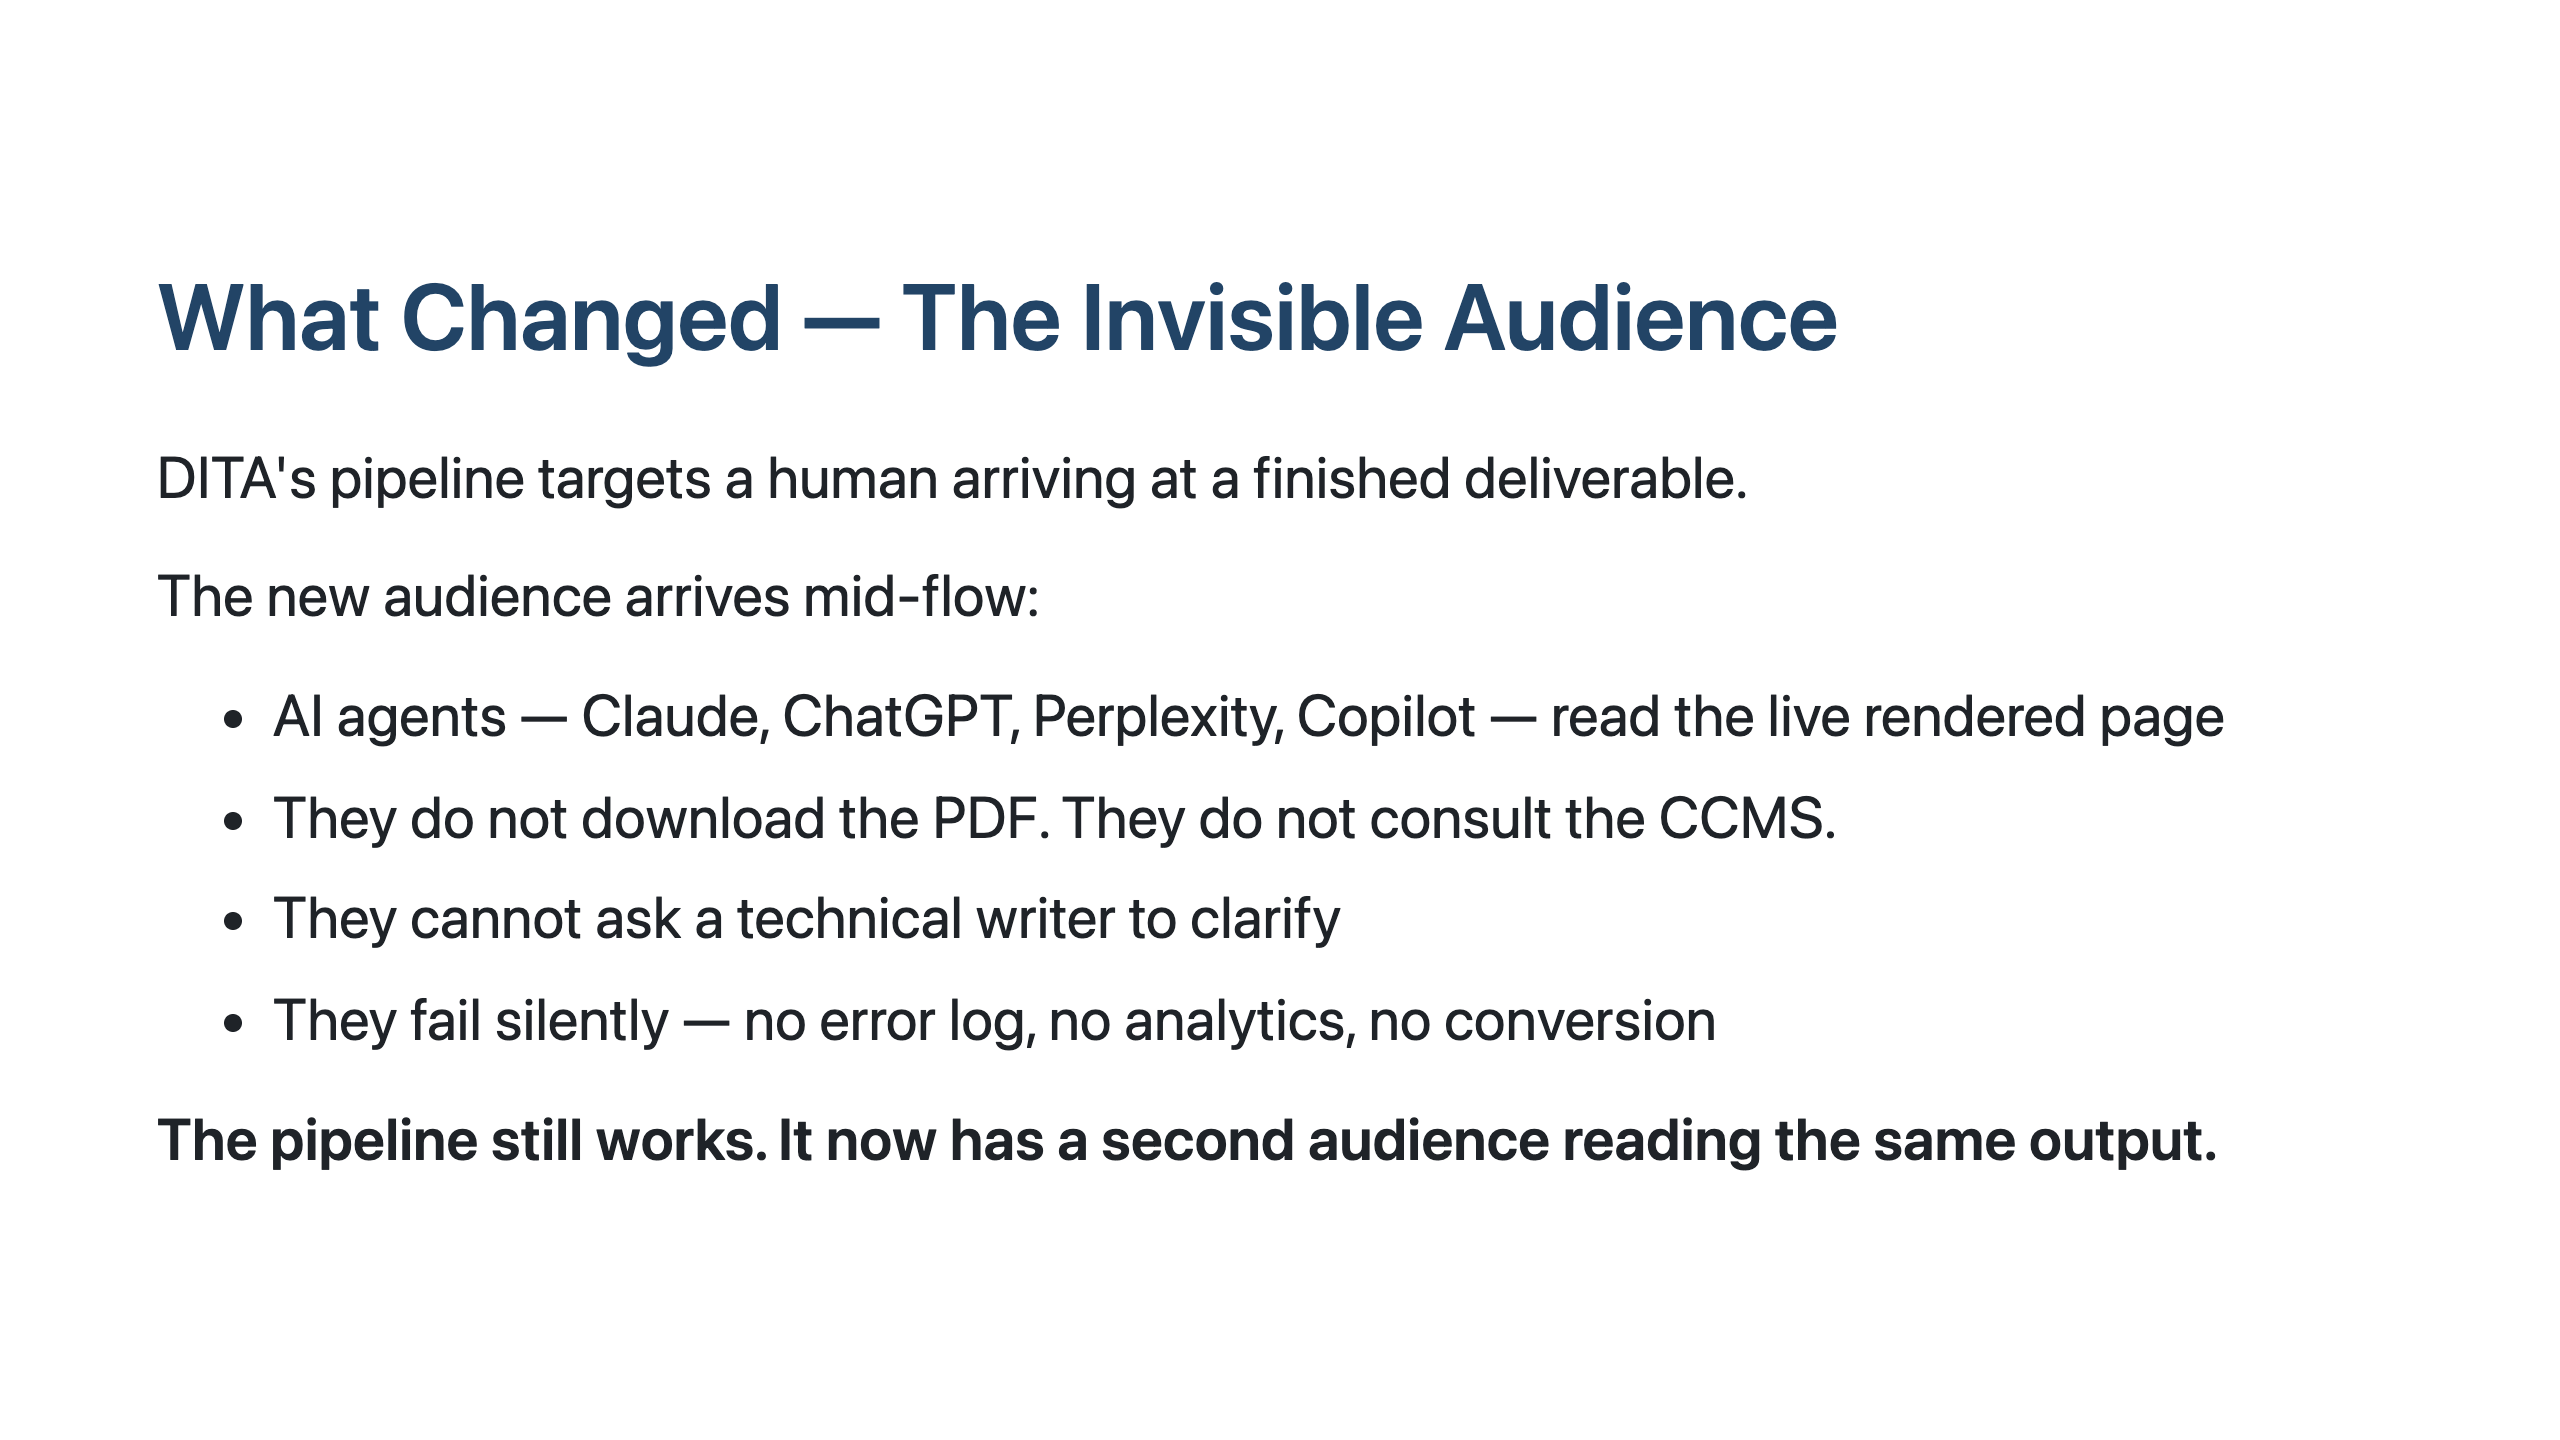 What Changed — The Invisible Audience
DITA's pipeline targets a human arriving at a finished deliverable.
The new audience arrives mid-flow:
• AI agents — Claude, ChatGPT, Perplexity, Copilot — read the live rendered page
• They do not download the PDF. They do not consult the CCMS.
• They cannot ask a technical writer to clarify
• They fail silently — no error log, no analytics, no conversion
The pipeline still works. It now has a second audience reading the same output.